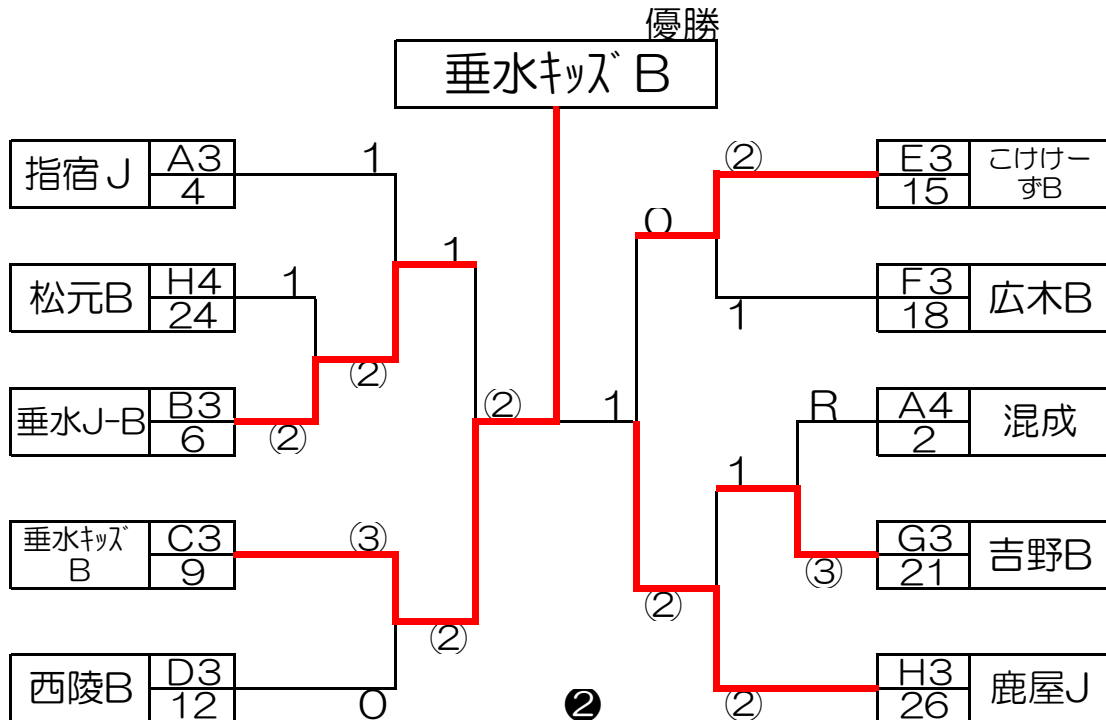 優勝
垂水ｷｯｽﾞ B
指宿 J
A3
4
1
松元B
H4
24
1
垂水J-B
B3
6
②
②
1
垂水ｷｯｽﾞ
B
C3
9
③
西陵B
D3
12
0
②
②
1
❷
②
E3
15
こけけー
ずB
0
F3
18
広木B
1
R
A4
2
混成
1
G3
21
吉野B
③
②
H3
26
鹿屋J
②